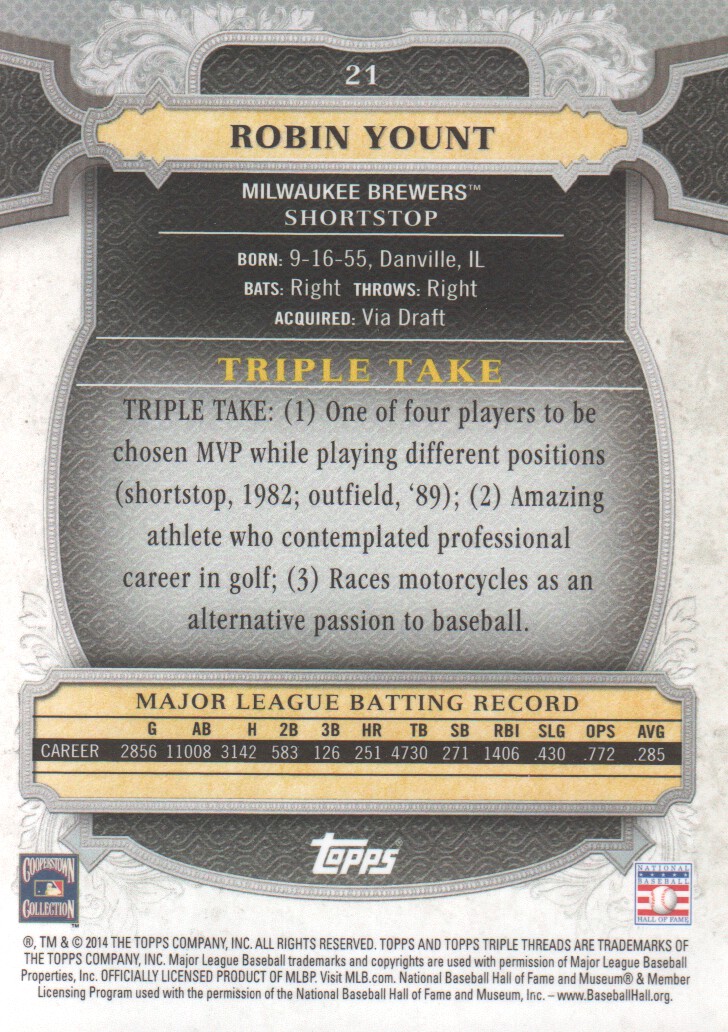 21
ROBIN YOUNT
MILWAUKEE BREWERS™
SHORTSTOP
BORN: 9-16-55, Danville, IL
BATS: Right THROWS: Right
ACQUIRED: Via Draft
TRIPLE TAKE
TRIPLE TAKE: (1) One of four players to be
chosen MVP while playing different positions
(shortstop, 1982; outfield, ‘89); (2) Amazing
athlete who contemplated professional
career in golf; (3) Races motorcycles as an
alternative passion to baseball.
MAJOR LEAGUE BATTING RECORD
G AB H 2B 3B HR TB SB RBI SLG OPS AVG
CAREER 2856 11008 3142 583 126 251 4730 271 1406 .430 .772 .285
topps
COOPERSTOWN
COLLECTION™
NATIONAL
BASEBALL
HALL OF FAME
®, TM & © 2014 THE TOPPS COMPANY, INC. ALL RIGHTS RESERVED. TOPPS AND TOPPS TRIPLE THREADS ARE TRADEMARKS OF
THE TOPPS COMPANY, INC. Major League Baseball trademarks and copyrights are used with permission of Major League Baseball
Properties, Inc. OFFICIALLY LICENSED PRODUCT OF MLBP. Visit MLB.com. National Baseball Hall of Fame and Museum® & Member
Licensing Program used with the permission of the National Baseball Hall of Fame and Museum, Inc. – www.BaseballHall.org.